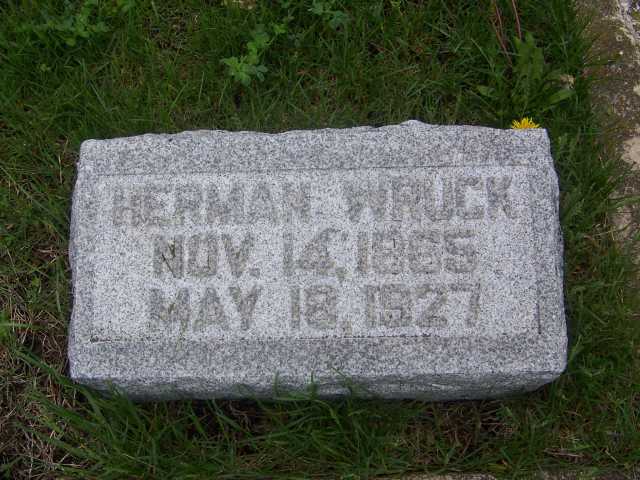 HERMAN WRUCK
NOV. 14, 1865
MAY 18, 1927